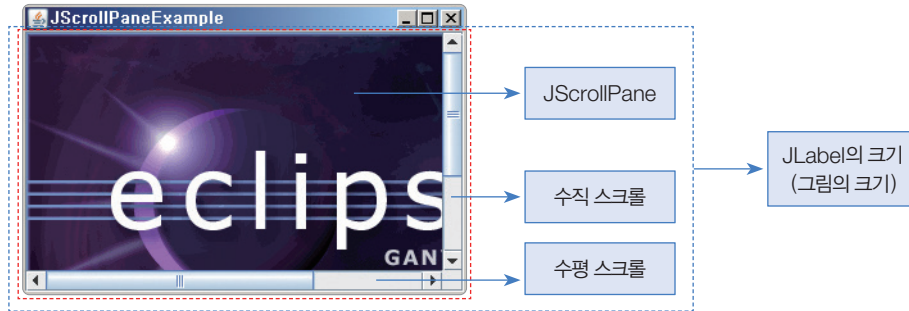 JScrollPaneExample
eclips
GAN
JScrollPane
수직 스크롤
수평 스크롤
JLabel의 크기
(그림의 크기)